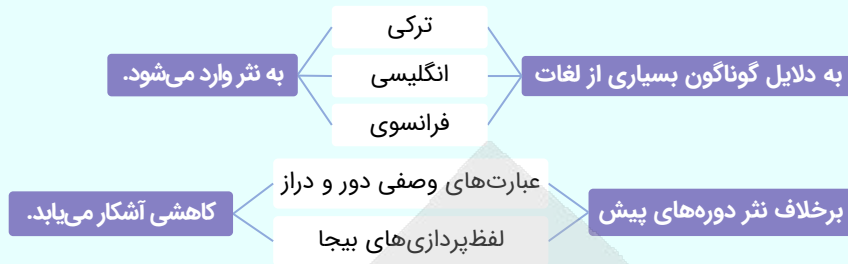 به دلایل گوناگون بسیاری از لغات
ترکی
انگلیسی
فرانسوی
به نثر وارد می‌شود.
برخلاف نثر دوره‌های پیش
عبارت‌های وصفی دور و دراز
لفظ‌پردازی‌های بیجا
کاهشی آشکار می‌یابد.